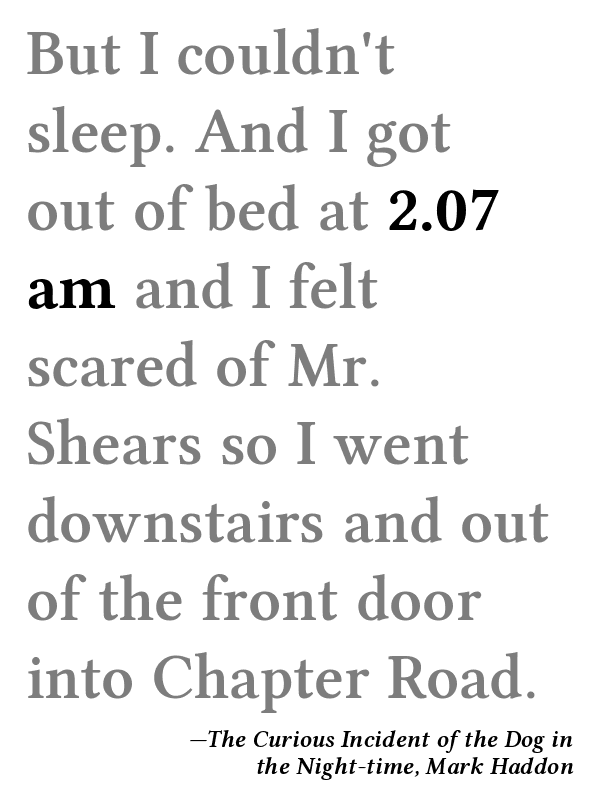 But I couldn't
sleep. And I got
out of bed at 2.07
am and I felt
scared of Mr.
Shears so I went
downstairs and out
of the front door
into Chapter Road.
—The Curious Incident of the Dog in
the Night-time, Mark Haddon